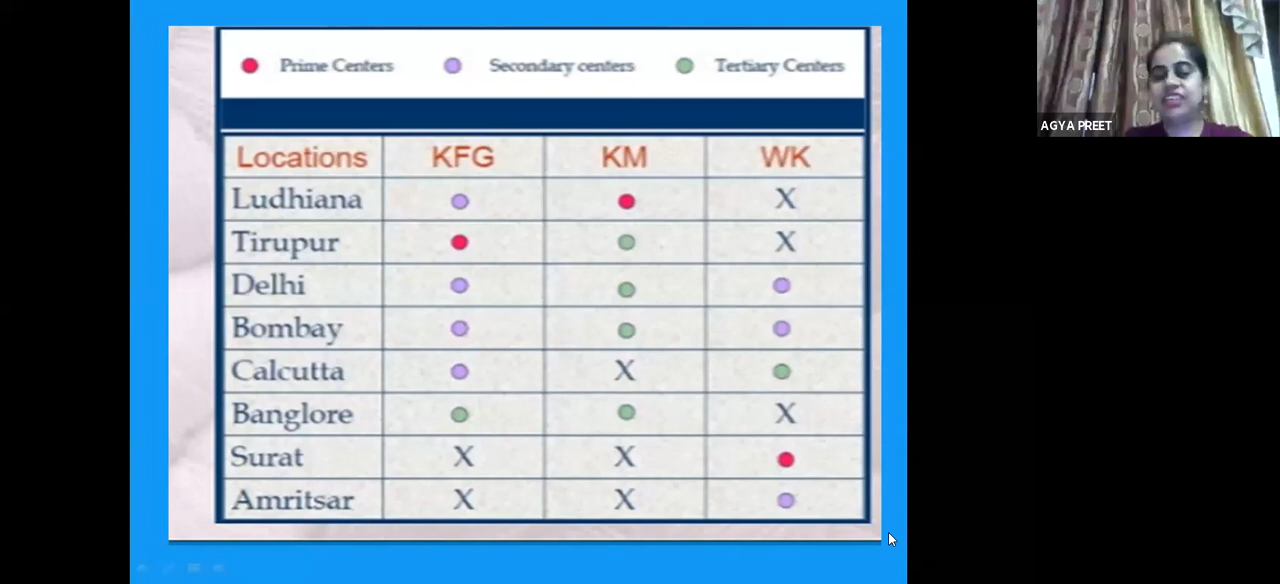 Prime Centers Secondary centers Tertiary Centers
Locations KFG KM WK
Ludhiana X
Tirupur X
Delhi
Bombay
Calcutta X
Banglore X
Surat X X
Amritsar X X
AGYA PREET